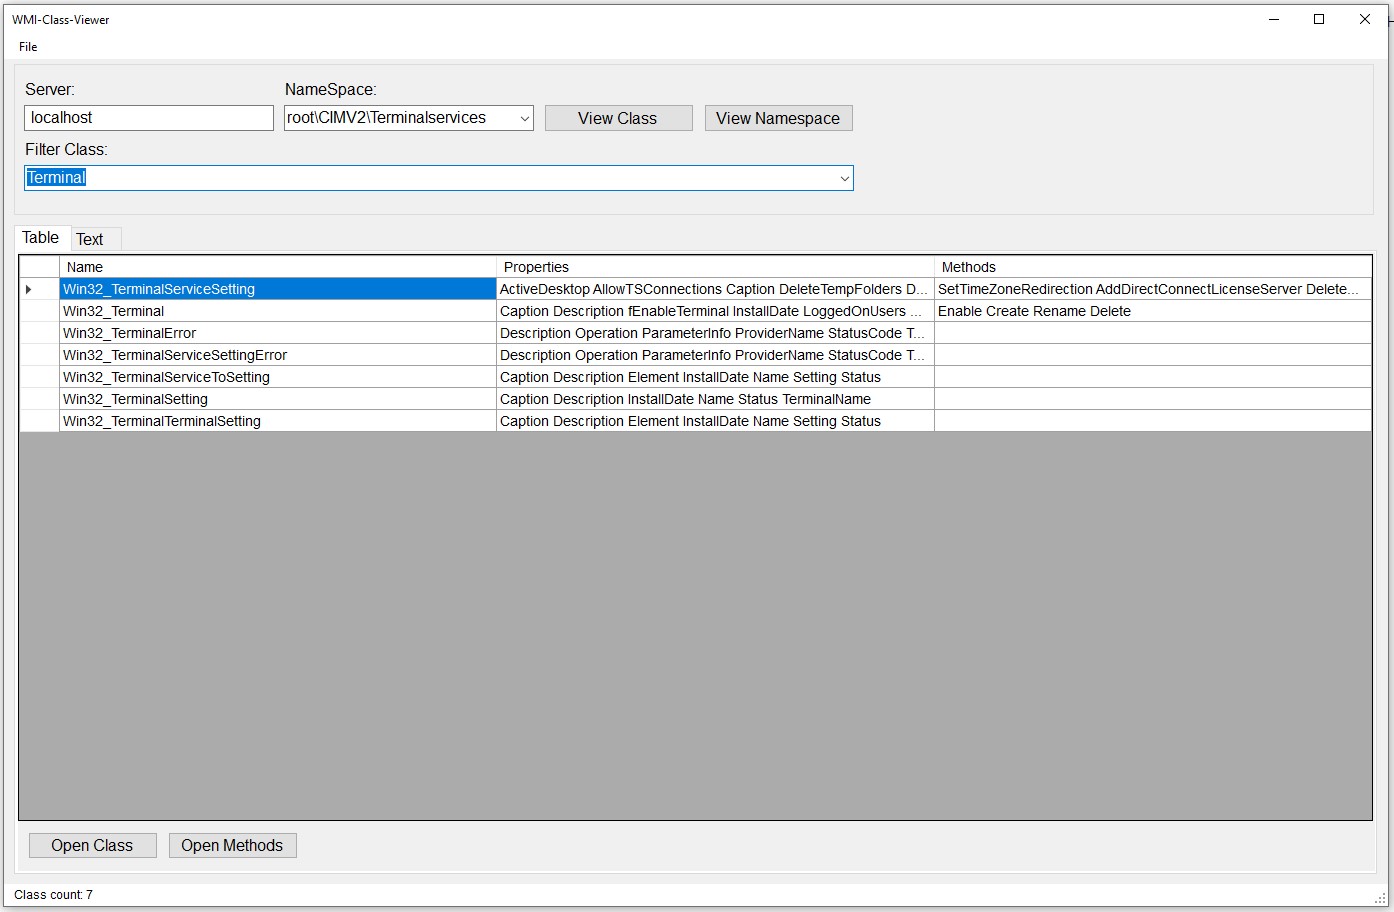 WMI-Class-Viewer
File
Server: NameSpace:
localhost root\CIMV2\Terminalservices View Class View Namespace
Filter Class:
Terminal
Table Text
Name Properties Methods
Win32_TerminalServiceSetting ActiveDesktop AllowTSConnections Caption DeleteTempFolders D... SetTimeZoneRedirection AddDirectConnectLicenseServer Delete...
Win32_Terminal Caption Description fEnableTerminal InstallDate LoggedOnUsers ... Enable Create Rename Delete
Win32_TerminalError Description Operation ParameterInfo ProviderName StatusCode T...
Win32_TerminalServiceSettingError Description Operation ParameterInfo ProviderName StatusCode T...
Win32_TerminalServiceToSetting Caption Description Element InstallDate Name Setting Status
Win32_TerminalSetting Caption Description InstallDate Name Status TerminalName
Win32_TerminalTerminalSetting Caption Description Element InstallDate Name Setting Status
Open Class Open Methods
Class count: 7